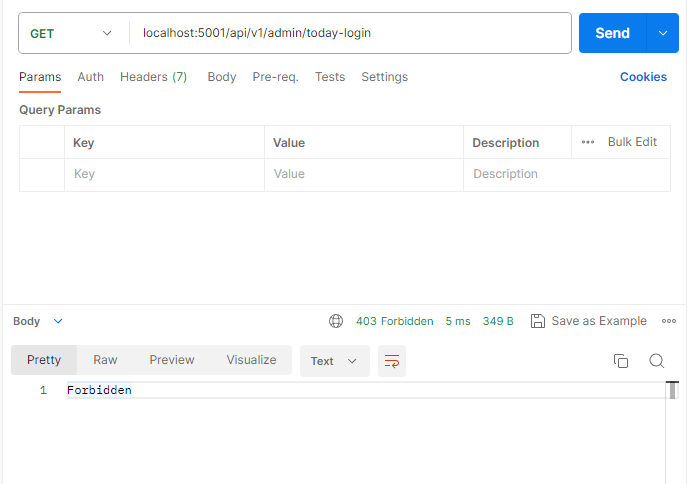 GET localhost:5001/api/v1/admin/today-login Send
Params Auth Headers (7) Body Pre-req. Tests Settings Cookies
Query Params
Key Value Description ••• Bulk Edit
Key Value Description
Body 403 Forbidden 5 ms 349 B Save as Example
Pretty Raw Preview Visualize Text
1 Forbidden